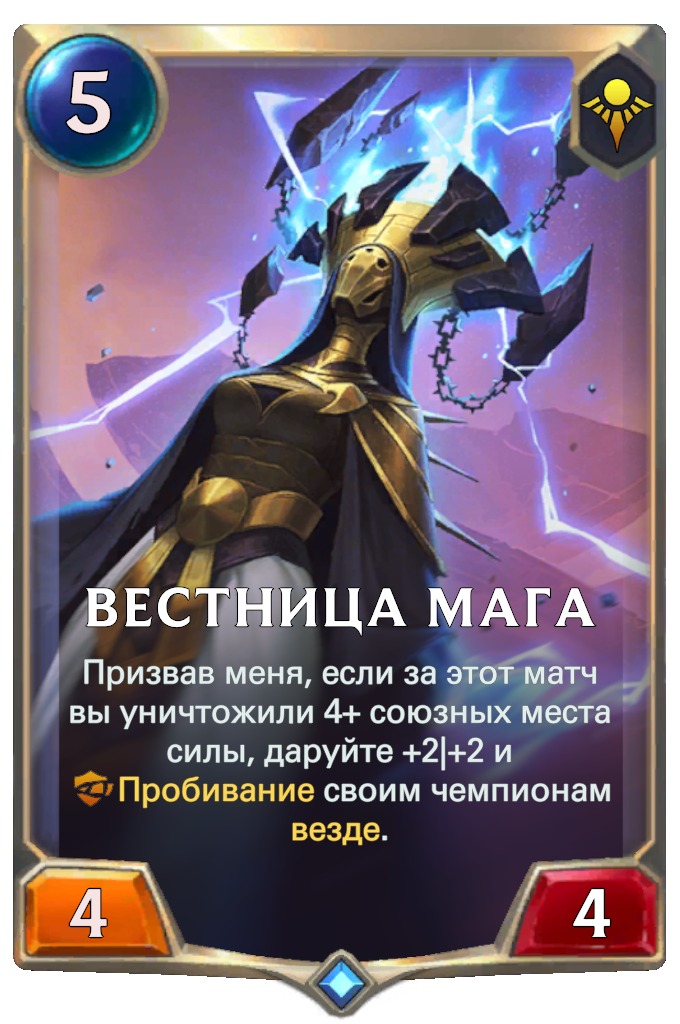 5
ВЕСТНИЦА МАГА
Призвав меня, если за этот матч
вы уничтожили 4+ союзных места
силы, даруйте +2|+2 и
Пробивание своим чемпионам
везде.
4
4